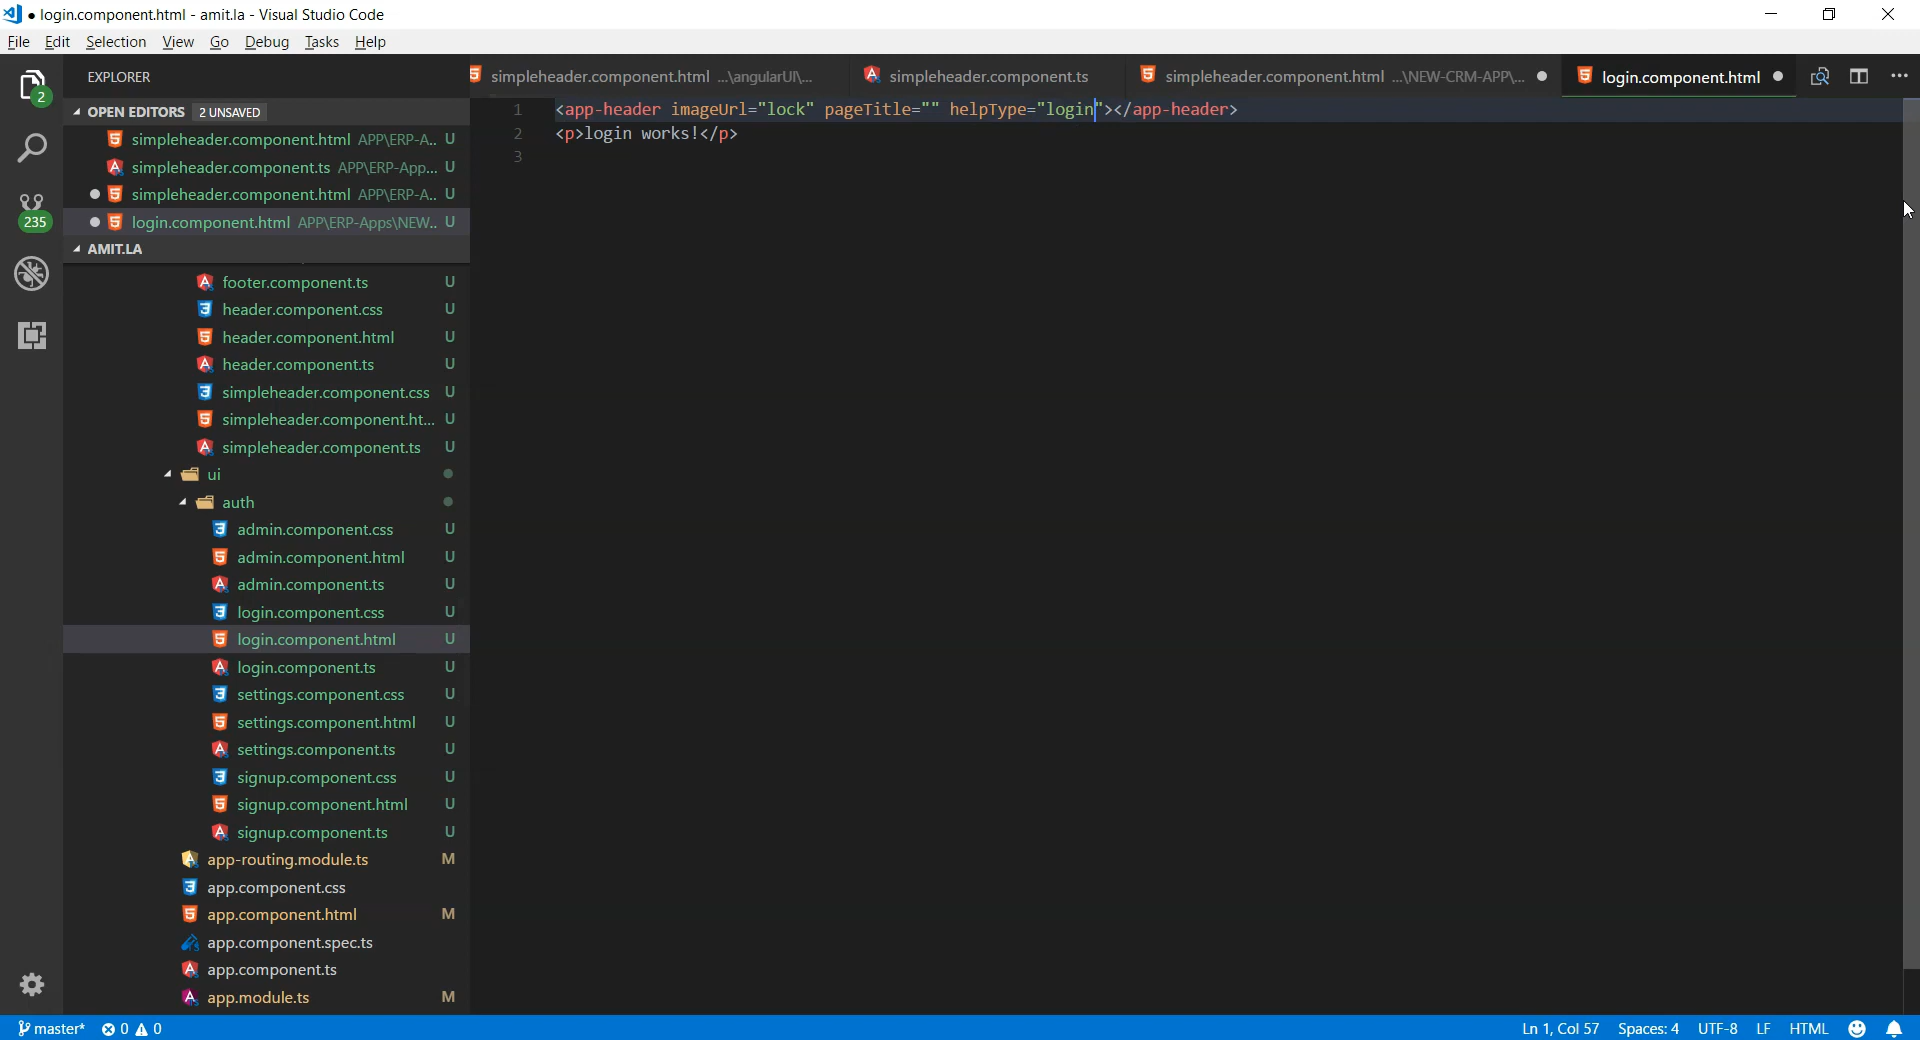 ● login.component.html - amit.la - Visual Studio Code
File Edit Selection View Go Debug Tasks Help
2
235
EXPLORER
OPEN EDITORS 2 UNSAVED
simpleheader.component.html APP\ERP-A.. U
simpleheader.component.ts APP\ERP-App... U
simpleheader.component.html APP\ERP-A.. U
login.component.html APP\ERP-Apps\NEW.. U
AMIT.LA
footer.component.ts U
header.component.css U
header.component.html U
header.component.ts U
simpleheader.component.css U
simpleheader.component.ht... U
simpleheader.component.ts U
ui
auth
admin.component.css U
admin.component.html U
admin.component.ts U
login.component.css U
login.component.html U
login.component.ts U
settings.component.css U
settings.component.html U
settings.component.ts U
signup.component.css U
signup.component.html U
signup.component.ts U
app-routing.module.ts M
app.component.css
app.component.html M
app.component.spec.ts
app.component.ts
app.module.ts M
simpleheader.component.html ...\angularUI\... simpleheader.component.ts simpleheader.component.html ...\NEW-CRM-APP\... login.component.html
1 <app-header imageUrl="lock" pageTitle="" helpType="login"></app-header>
2 <p>login works!</p>
3
master* 0 0 Ln 1, Col 57 Spaces: 4 UTF-8 LF HTML